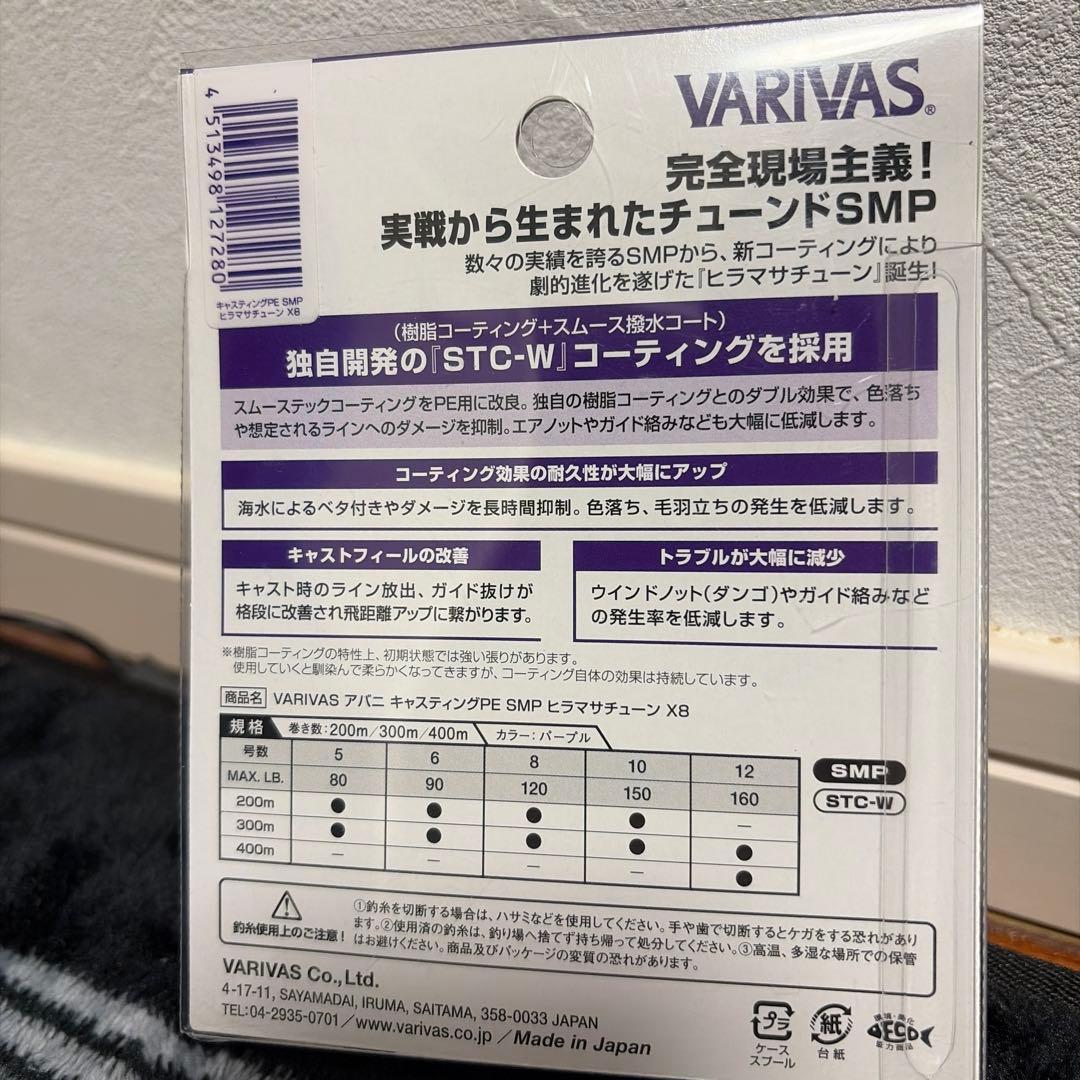 4 513498 127280
キャスティングPE SMP
ヒラマサチューン X8
VARIVAS®
完全現場主義!
実戦から生まれたチューンドSMP
数々の実績を誇るSMPから、新コーティングにより
劇的進化を遂げた『ヒラマサチューン』誕生!
(樹脂コーティング+スムース撥水コート)
独自開発の『STC-W』コーティングを採用
スムーステックコーティングをPE用に改良。独自の樹脂コーティングとのダブル効果で、色落ち
や想定されるラインへのダメージを抑制。エアノットやガイド絡みなども大幅に低減します。
コーティング効果の耐久性が大幅にアップ
海水によるベタ付きやダメージを長時間抑制。色落ち、毛羽立ちの発生を低減します。
キャストフィールの改善
キャスト時のライン放出、ガイド抜けが
格段に改善され飛距離アップに繋がります。
トラブルが大幅に減少
ウインドノット(ダンゴ)やガイド絡みなど
の発生率を低減します。
※樹脂コーティングの特性上、初期状態では強い張りがあります。
使用していくと馴染んで柔らかくなってきますが、コーティング自体の効果は持続しています。
商品名 VARIVAS アバニ キャスティングPE SMP ヒラマサチューン X8
規格 巻き数:200m/300m/400m カラー:パープル
号数 5 6 8 10 12
MAX. LB. 80 90 120 150 160
200m ● ● ● ● —
300m ● ● ● ● ●
400m — — — — ●
SMP
STC-W
釣糸使用上のご注意!
①釣糸を切断する場合は、ハサミなどを使用してください。手や歯で切断するとケガをする恐れがあり
ます。②使用済の釣糸は、釣り場へ捨てず持ち帰って処分してください。③高温、多湿な場所での保管
はお避けください。商品及びパッケージの変質の恐れがあります。
VARIVAS Co.,Ltd.
4-17-11, SAYAMADAI, IRUMA, SAITAMA, 358-0033 JAPAN
TEL:04-2935-0701/www.varivas.co.jp/Made in Japan
プラ
ケース
スプール
紙
台紙
環境・美化
ECO
協力商品